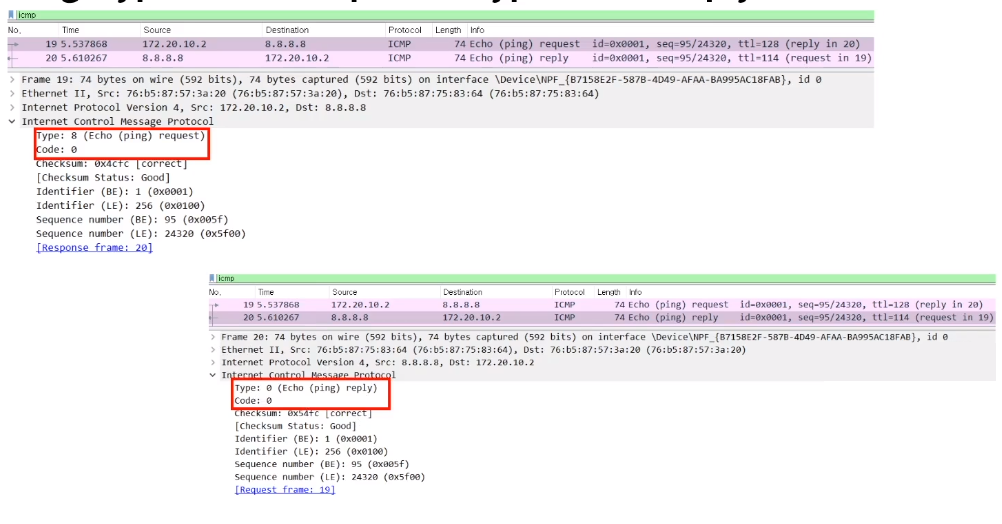 icmp
No. Time Source Destination Protocol Length Info
19 5.537868 172.20.10.2 8.8.8.8 ICMP 74 Echo (ping) request id=0x0001, seq=95/24320, ttl=128 (reply in 20)
20 5.610267 8.8.8.8 172.20.10.2 ICMP 74 Echo (ping) reply id=0x0001, seq=95/24320, ttl=114 (request in 19)
Frame 19: 74 bytes on wire (592 bits), 74 bytes captured (592 bits) on interface \Device\NPF_{B7158E2F-587B-4D49-AFAA-BA995AC18FAB}, id 0
Ethernet II, Src: 76:b5:87:57:3a:20 (76:b5:87:57:3a:20), Dst: 76:b5:87:75:83:64 (76:b5:87:75:83:64)
Internet Protocol Version 4, Src: 172.20.10.2, Dst: 8.8.8.8
Internet Control Message Protocol
Type: 8 (Echo (ping) request)
Code: 0
Checksum: 0x4cfc [correct]
[Checksum Status: Good]
Identifier (BE): 1 (0x0001)
Identifier (LE): 256 (0x0100)
Sequence number (BE): 95 (0x005f)
Sequence number (LE): 24320 (0x5f00)
[Response frame: 20]
icmp
No. Time Source Destination Protocol Length Info
19 5.537868 172.20.10.2 8.8.8.8 ICMP 74 Echo (ping) request id=0x0001, seq=95/24320, ttl=128 (reply in 20)
20 5.610267 8.8.8.8 172.20.10.2 ICMP 74 Echo (ping) reply id=0x0001, seq=95/24320, ttl=114 (request in 19)
Frame 20: 74 bytes on wire (592 bits), 74 bytes captured (592 bits) on interface \Device\NPF_{B7158E2F-587B-4D49-AFAA-BA995AC18FAB}, id 0
Ethernet II, Src: 76:b5:87:75:83:64 (76:b5:87:75:83:64), Dst: 76:b5:87:57:3a:20 (76:b5:87:57:3a:20)
Internet Protocol Version 4, Src: 8.8.8.8, Dst: 172.20.10.2
Internet Control Message Protocol
Type: 0 (Echo (ping) reply)
Code: 0
Checksum: 0x54fc [correct]
[Checksum Status: Good]
Identifier (BE): 1 (0x0001)
Identifier (LE): 256 (0x0100)
Sequence number (BE): 95 (0x005f)
Sequence number (LE): 24320 (0x5f00)
[Request frame: 19]